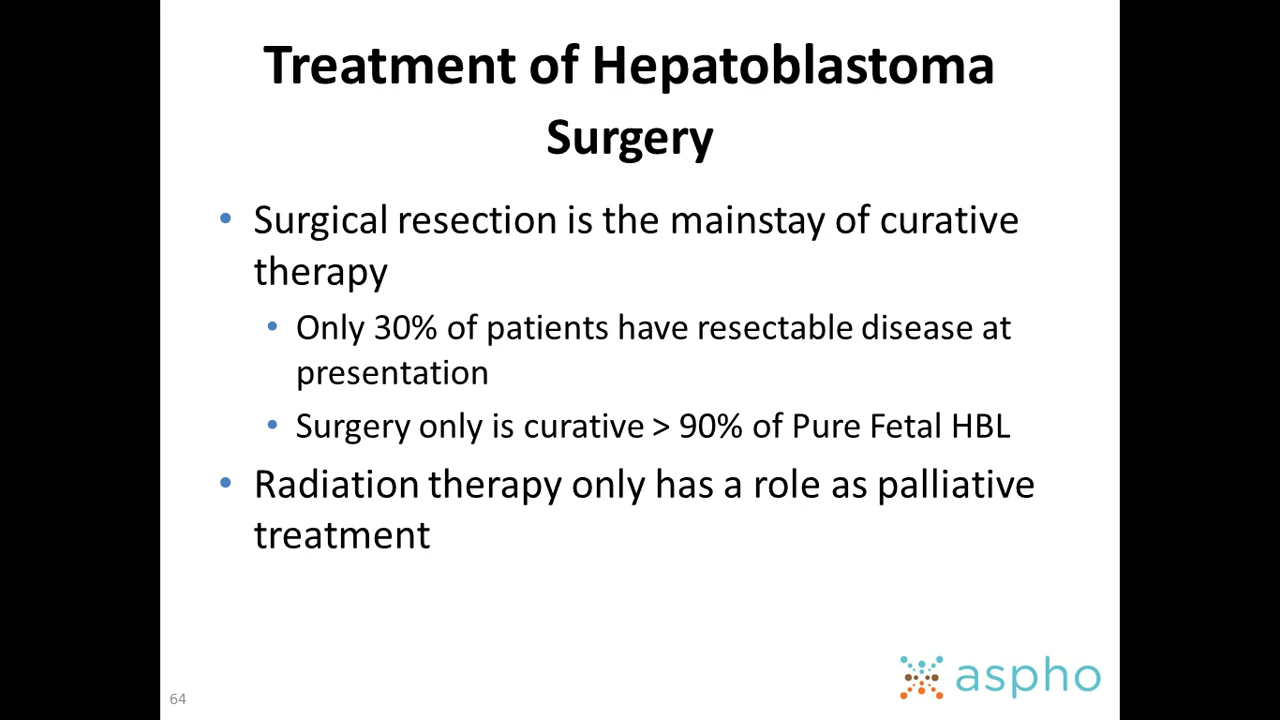 Treatment of Hepatoblastoma
Surgery
• Surgical resection is the mainstay of curative
therapy
• Only 30% of patients have resectable disease at
presentation
• Surgery only is curative > 90% of Pure Fetal HBL
• Radiation therapy only has a role as palliative
treatment
64
aspho